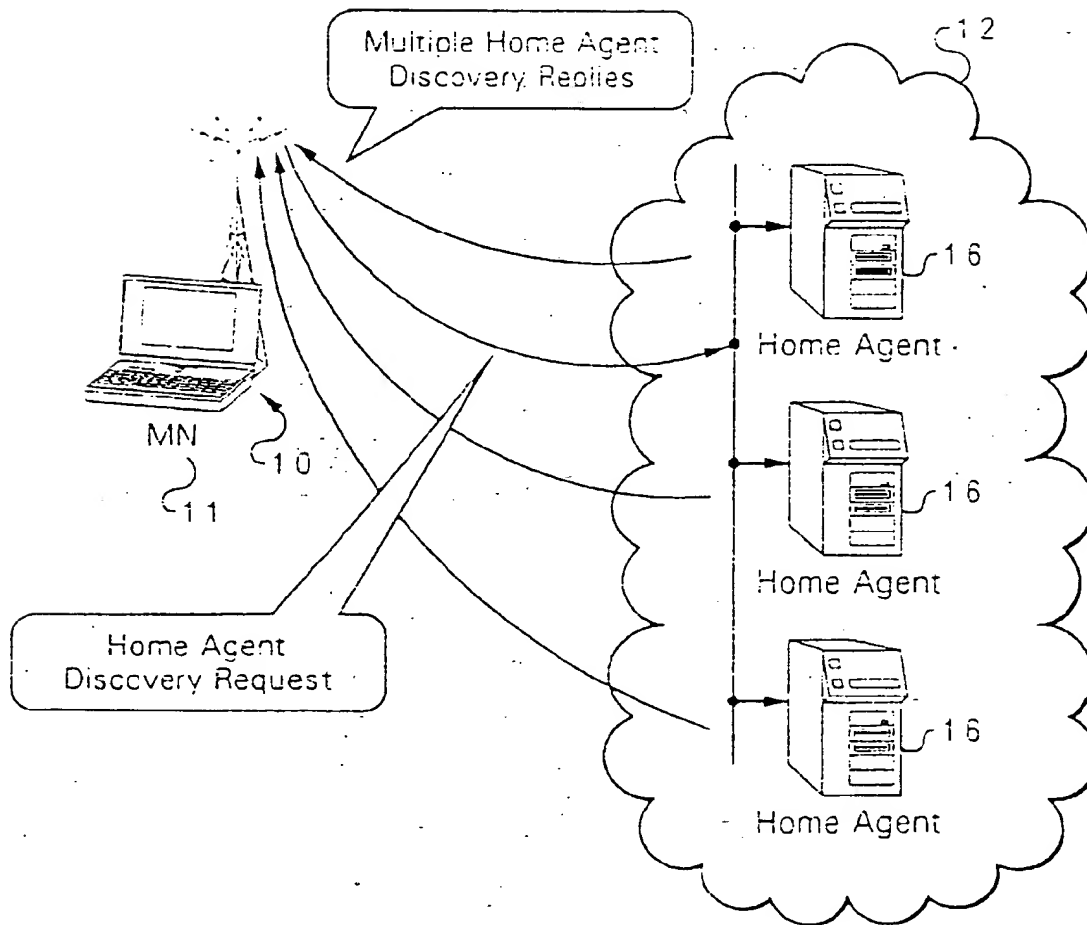 Multiple Home Agent
Discovery Replies
12
16
Home Agent
MN
10
11
16
Home Agent
Home Agent
Discovery Request
16
Home Agent